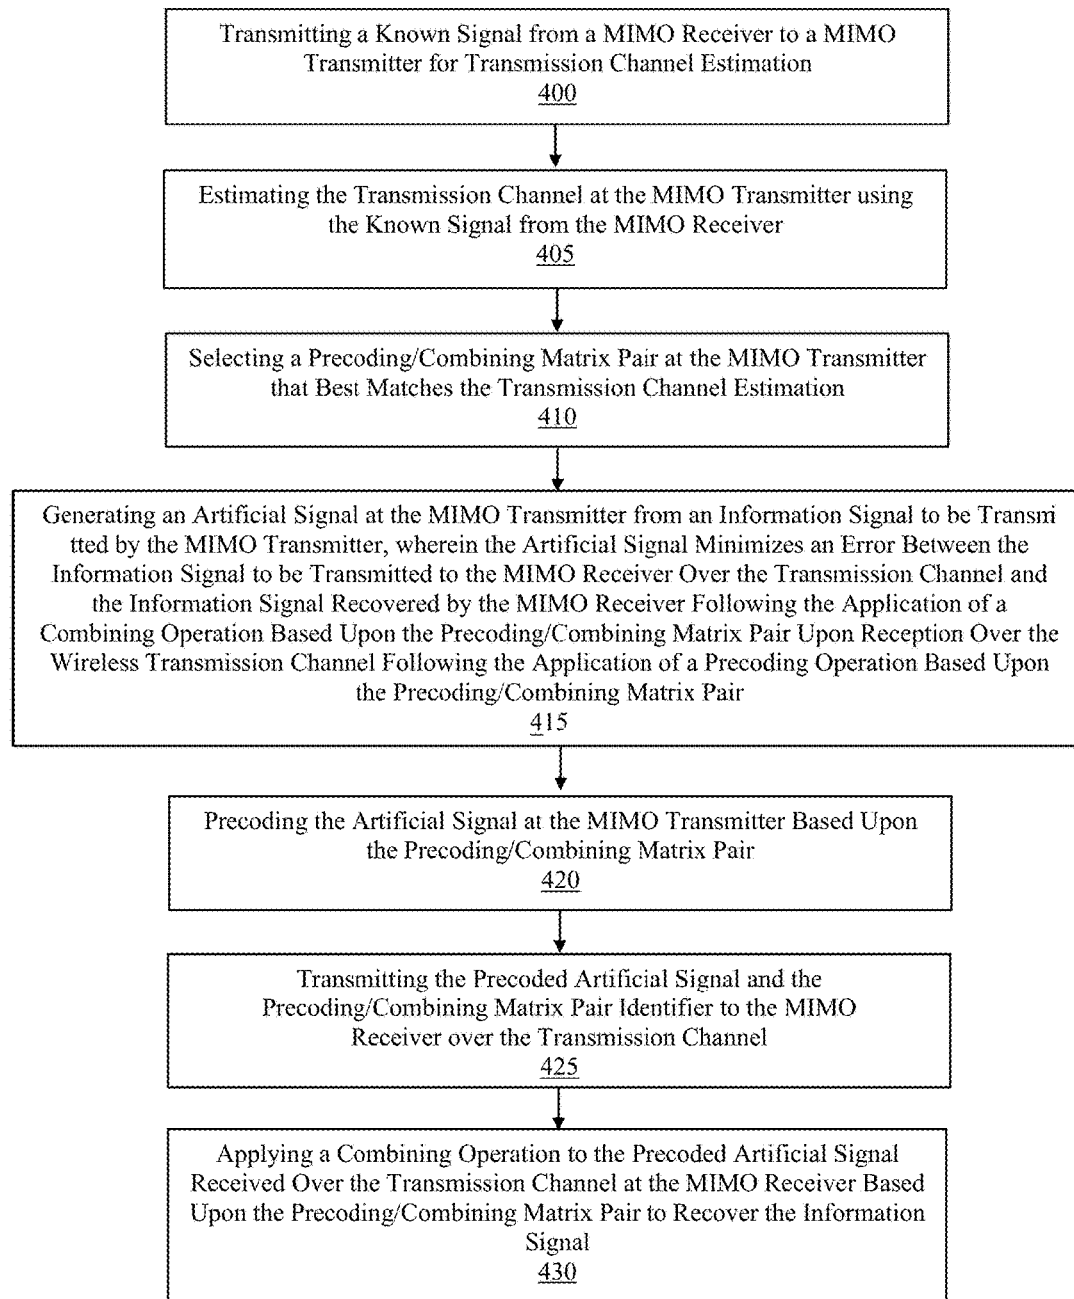 Transmitting a Known Signal from a MIMO Receiver to a MIMO
Transmitter for Transmission Channel Estimation
400
Estimating the Transmission Channel at the MIMO Transmitter using
the Known Signal from the MIMO Receiver
405
Selecting a Precoding/Combining Matrix Pair at the MIMO Transmitter
that Best Matches the Transmission Channel Estimation
410
Generating an Artificial Signal at the MIMO Transmitter from an Information Signal to be Transmi
tted by the MIMO Transmitter, wherein the Artificial Signal Minimizes an Error Between the
Information Signal to be Transmitted to the MIMO Receiver Over the Transmission Channel and
the Information Signal Recovered by the MIMO Receiver Following the Application of a
Combining Operation Based Upon the Precoding/Combining Matrix Pair Upon Reception Over the
Wireless Transmission Channel Following the Application of a Precoding Operation Based Upon
the Precoding/Combining Matrix Pair
415
Precoding the Artificial Signal at the MIMO Transmitter Based Upon
the Precoding/Combining Matrix Pair
420
Transmitting the Precoded Artificial Signal and the
Precoding/Combining Matrix Pair Identifier to the MIMO
Receiver over the Transmission Channel
425
Applying a Combining Operation to the Precoded Artificial Signal
Received Over the Transmission Channel at the MIMO Receiver Based
Upon the Precoding/Combining Matrix Pair to Recover the Information
Signal
430